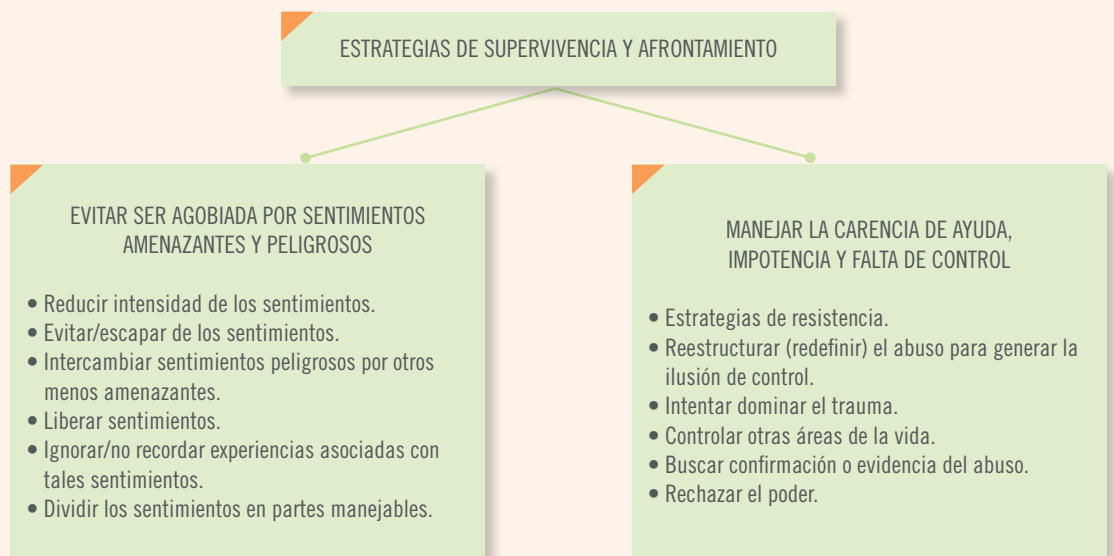 ESTRATEGIAS DE SUPERVIVENCIA Y AFRONTAMIENTO
EVITAR SER AGOBIADA POR SENTIMIENTOS
AMENAZANTES Y PELIGROSOS
• Reducir intensidad de los sentimientos.
• Evitar/escapar de los sentimientos.
• Intercambiar sentimientos peligrosos por otros
menos amenazantes.
• Liberar sentimientos.
• Ignorar/no recordar experiencias asociadas con
tales sentimientos.
• Dividir los sentimientos en partes manejables.
MANEJAR LA CARENCIA DE AYUDA,
IMPOTENCIA Y FALTA DE CONTROL
• Estrategias de resistencia.
• Reestructurar (redefinir) el abuso para generar la
ilusión de control.
• Intentar dominar el trauma.
• Controlar otras áreas de la vida.
• Buscar confirmación o evidencia del abuso.
• Rechazar el poder.